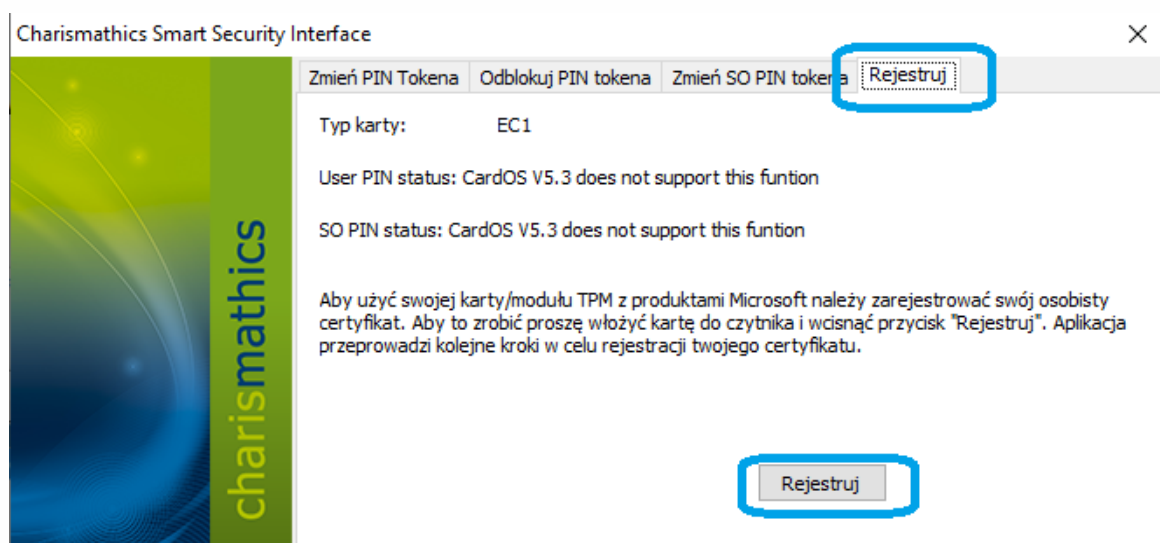 Charismathics Smart Security Interface
Zmień PIN Tokena Odblokuj PIN tokena Zmień SO PIN tokena Rejestruj
Typ karty: EC1
User PIN status: CardOS V5.3 does not support this funtion
SO PIN status: CardOS V5.3 does not support this funtion
Aby użyć swojej karty/modułu TPM z produktami Microsoft należy zarejestrować swój osobisty
certyfikat. Aby to zrobić proszę włożyć kartę do czytnika i wcisnąć przycisk "Rejestruj". Aplikacja
przeprowadzi kolejne kroki w celu rejestracji twojego certyfikatu.
Rejestruj
charismathics